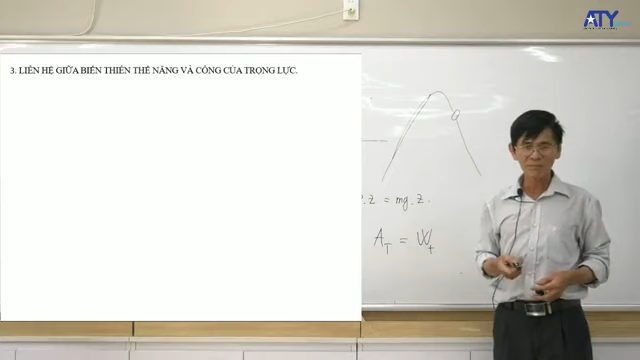 ATY
3. LIÊN HỆ GIỮA BIẾN THIÊN THẾ NĂNG VÀ CÔNG CỦA TRỌNG LỰC.
.z = mg.z.
A_T = W_t